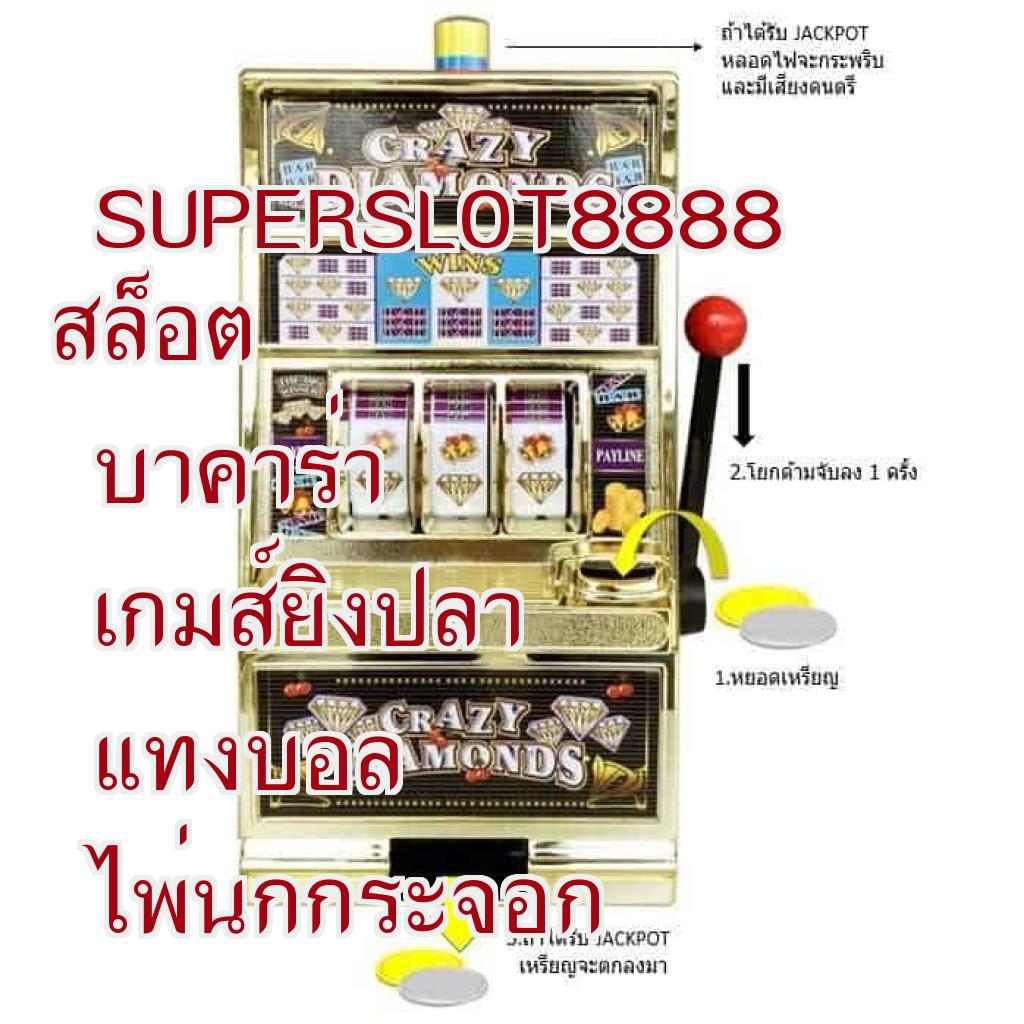 ถ้าได้รับ JACKPOT
หลอดไฟจะกระพริบ
และมีเสียงดนตรี
CRAZY
DIAMONDS
SUPERSLOT8888
WINS
สล็อต
บาคาร่า
PAYLINE
2.โยกด้ามจับลง 1 ครั้ง
เกมส์ยิงปลา
1.หยอดเหรียญ
CRAZY
DIAMONDS
แทงบอล
ไพ่นกกระจอก
3.ถ้าได้รับ JACKPOT
เหรียญจะตกลงมา